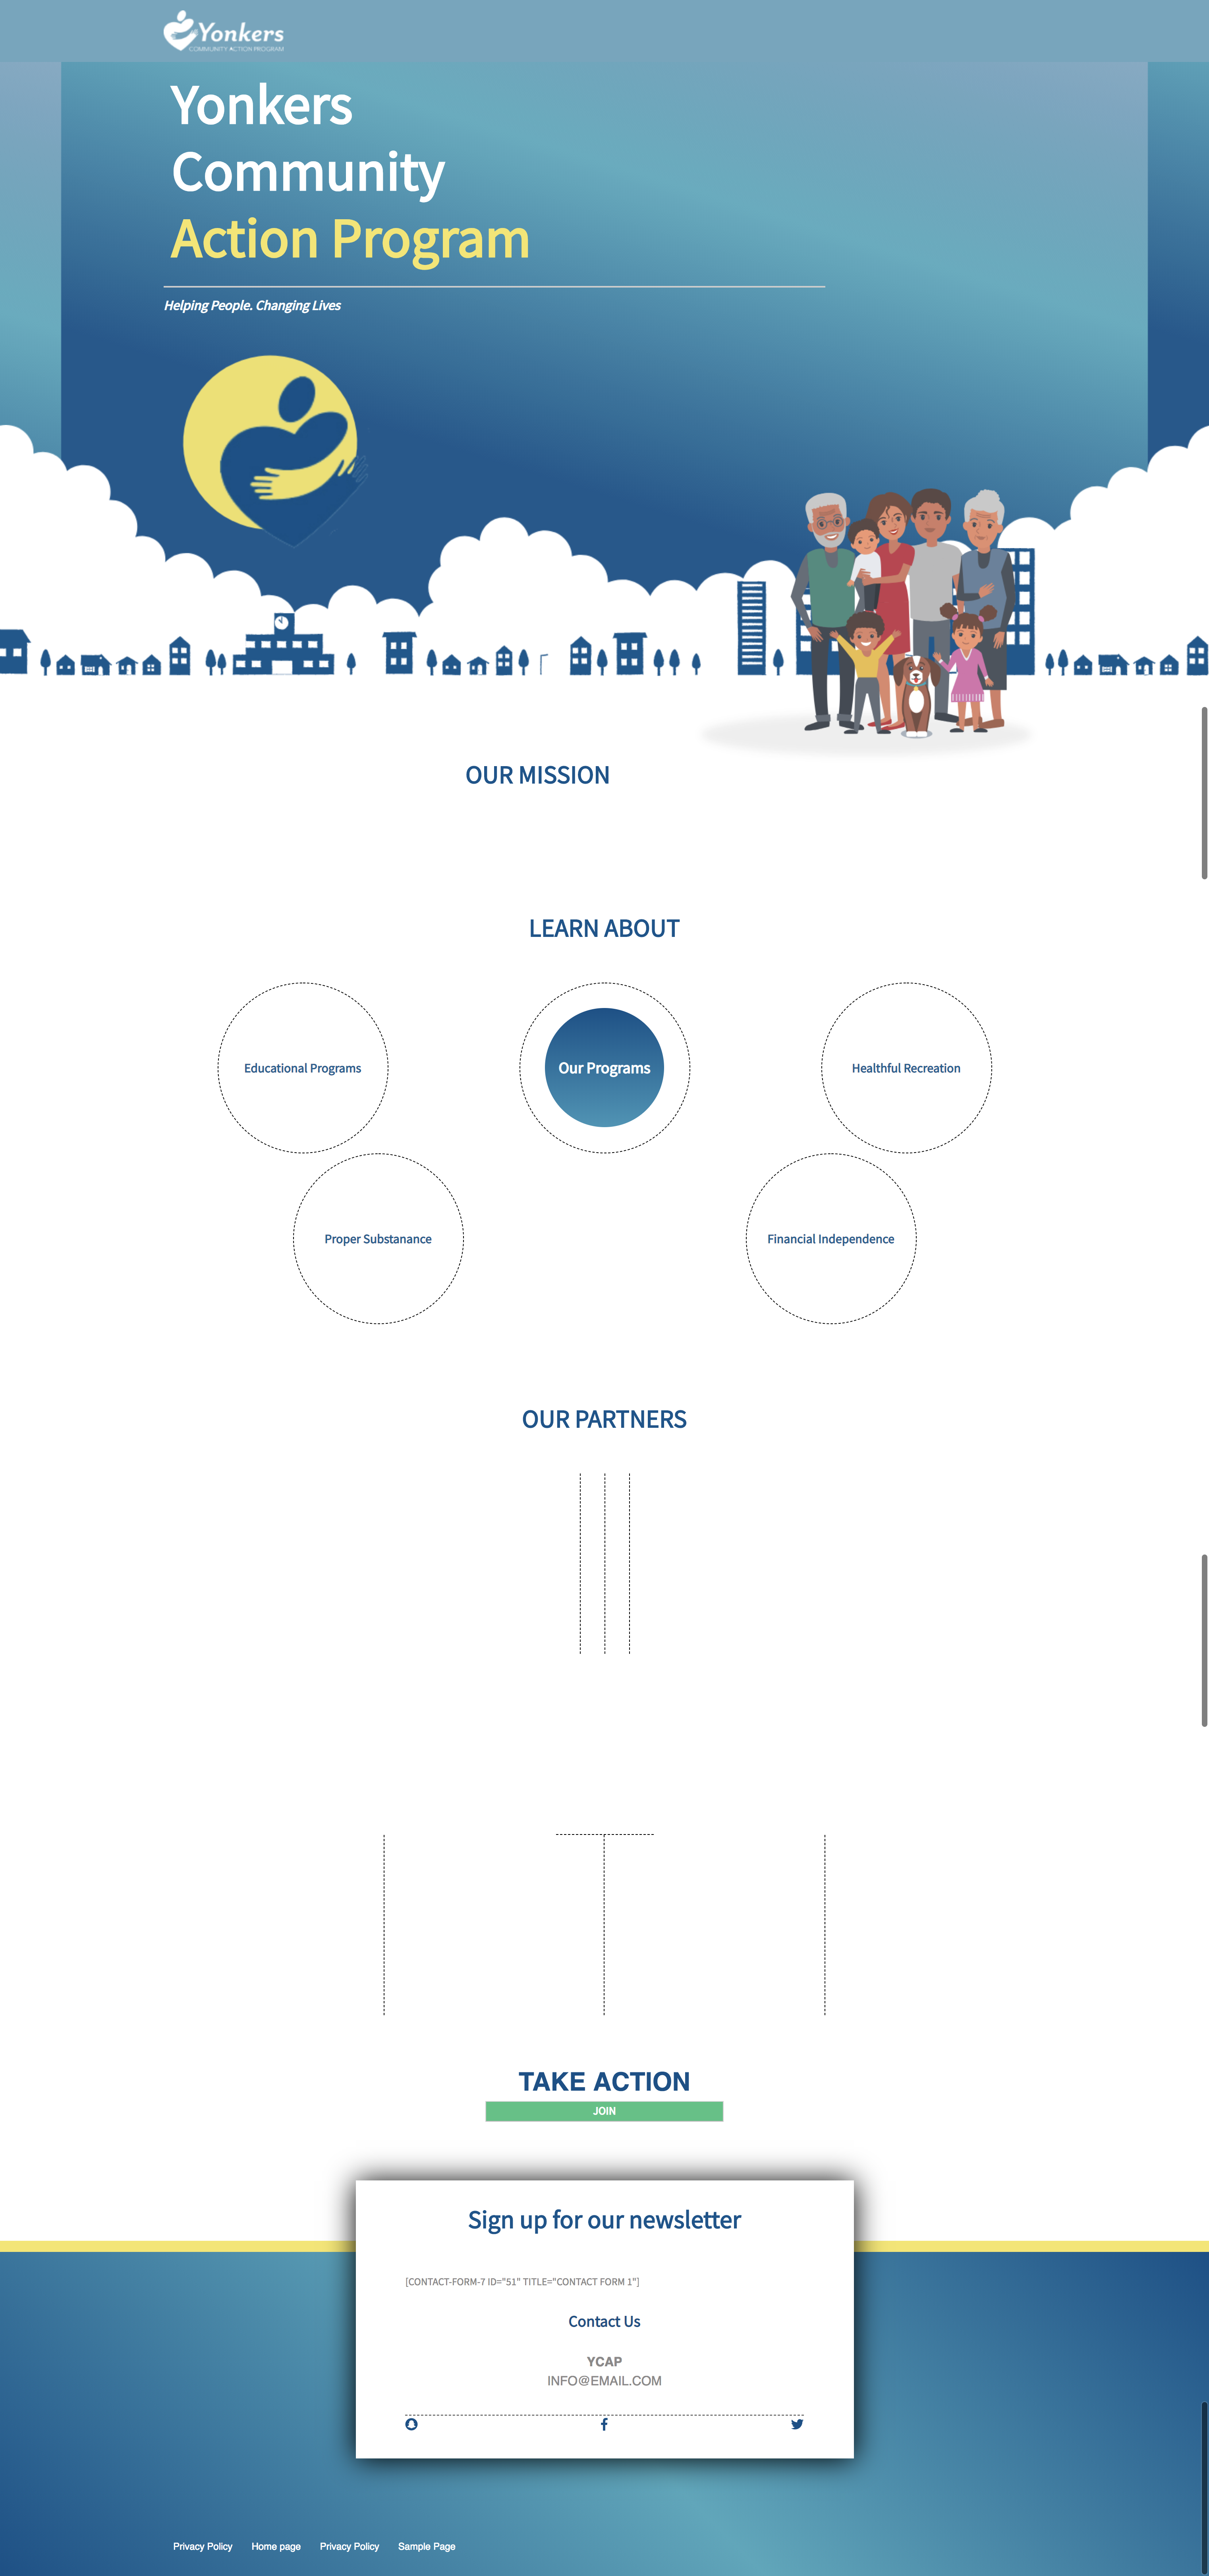 Yonkers
COMMUNITY ACTION PROGRAM
Yonkers
Community
Action Program
Helping People. Changing Lives
OUR MISSION
LEARN ABOUT
Educational Programs
Our Programs
Healthful Recreation
Proper Substanance
Financial Independence
OUR PARTNERS
TAKE ACTION
JOIN
Sign up for our newsletter
[CONTACT-FORM-7 ID="51" TITLE="CONTACT FORM 1"]
Contact Us
YCAP
INFO@EMAIL.COM
Privacy Policy Home page Privacy Policy Sample Page